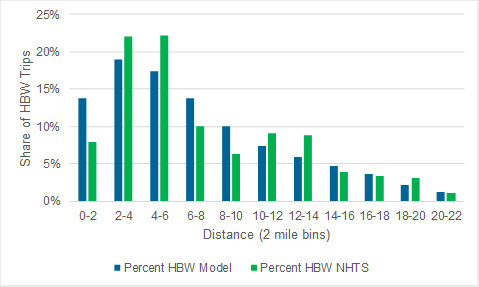 25%
20%
15%
10%
5%
0%
Share of HBW Trips
0-2 2-4 4-6 6-8 8-10 10-12 12-14 14-16 16-18 18-20 20-22
Distance (2 mile bins)
Percent HBW Model Percent HBW NHTS